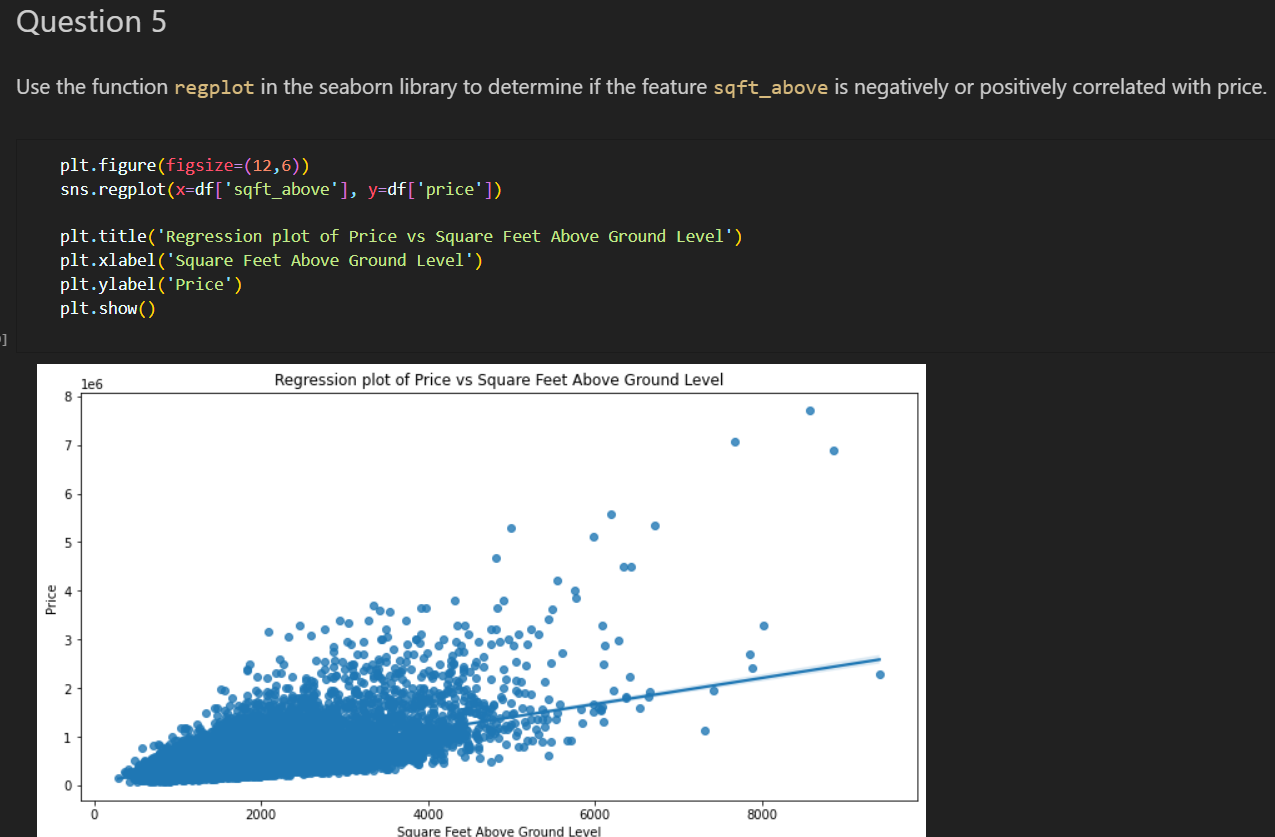 Question 5
Use the function regplot in the seaborn library to determine if the feature sqft_above is negatively or positively correlated with price.
plt.figure(figsize=(12,6))
sns.regplot(x=df['sqft_above'], y=df['price'])
plt.title('Regression plot of Price vs Square Feet Above Ground Level')
plt.xlabel('Square Feet Above Ground Level')
plt.ylabel('Price')
plt.show()
]
Regression plot of Price vs Square Feet Above Ground Level
1e6
8
7
6
5
4
3
2
1
0
Price
0 2000 4000 6000 8000
Square Feet Above Ground Level